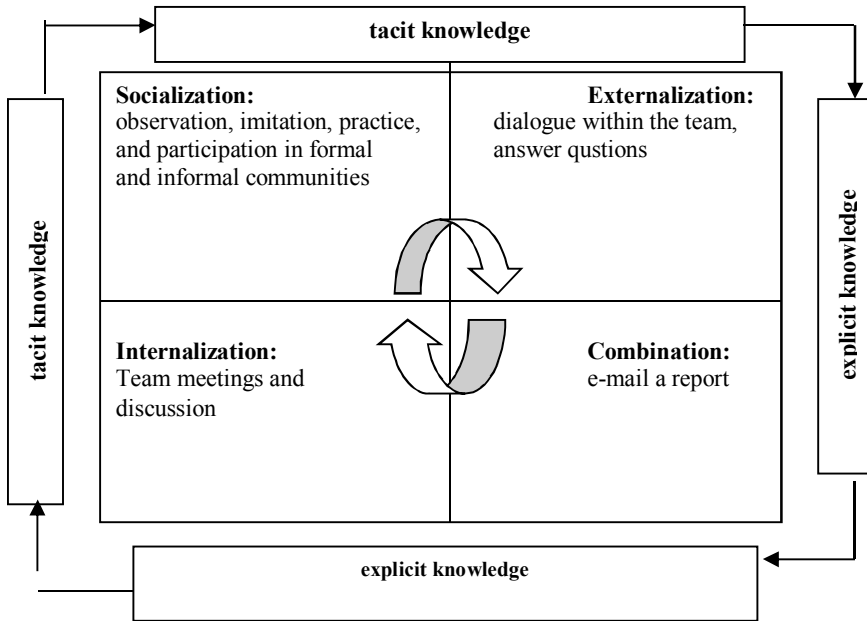 tacit knowledge
tacit knowledge
Socialization:
observation, imitation, practice,
and participation in formal
and informal communities
Externalization:
dialogue within the team,
answer qustions
explicit knowledge
Internalization:
Team meetings and
discussion
Combination:
e-mail a report
explicit knowledge